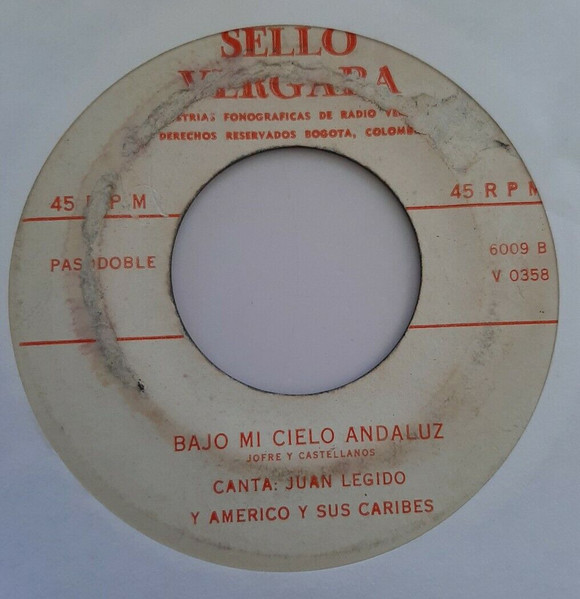 SELLO
VERGARA
FONOGRAFICAS DE RADIO
DERECHOS RESERVADOS BOGOTA,
45 R P M
45 R P M
PASODOBLE
6009 B
V 0358
BAJO MI CIELO ANDALUZ
JOFRE Y CASTELLANOS
CANTA: JUAN LEGIDO
Y AMERICO Y SUS CARIBES